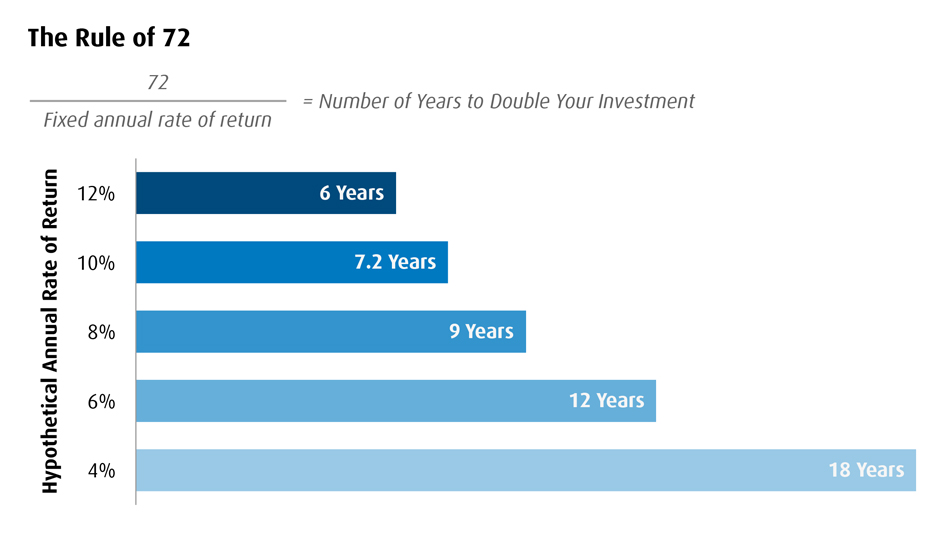 The Rule of 72
72
Fixed annual rate of return
= Number of Years to Double Your Investment
Hypothetical Annual Rate of Return
12%
6 Years
10%
7.2 Years
8%
9 Years
6%
12 Years
4%
18 Years